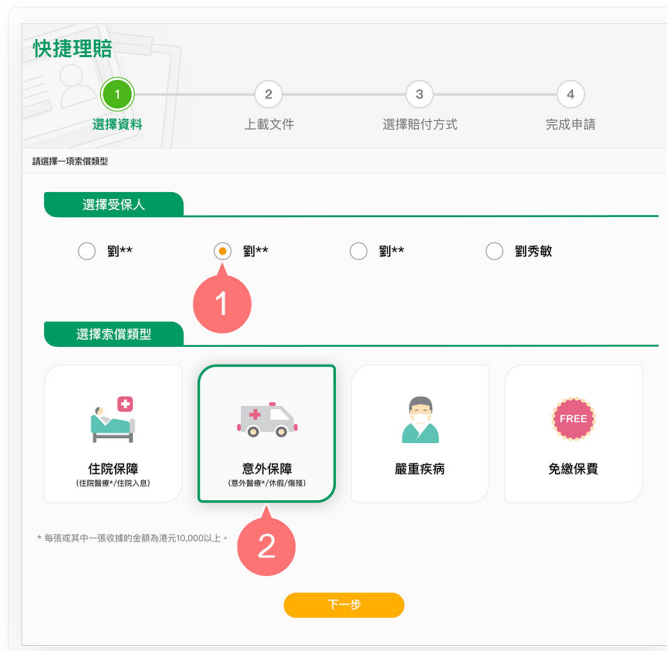 快捷理賠
1
2
3
4
選擇資料
上載文件
選擇賠付方式
完成申請
請選擇一項索償類型
選擇受保人
劉**
劉**
劉**
劉秀敏
1
選擇索償類型
FREE
住院保障
(住院醫療*/住院入息)
意外保障
(意外醫療*/休假/傷殘)
嚴重疾病
免繳保費
* 每張或其中一張收據的金額為港元10,000以上。
2
下一步